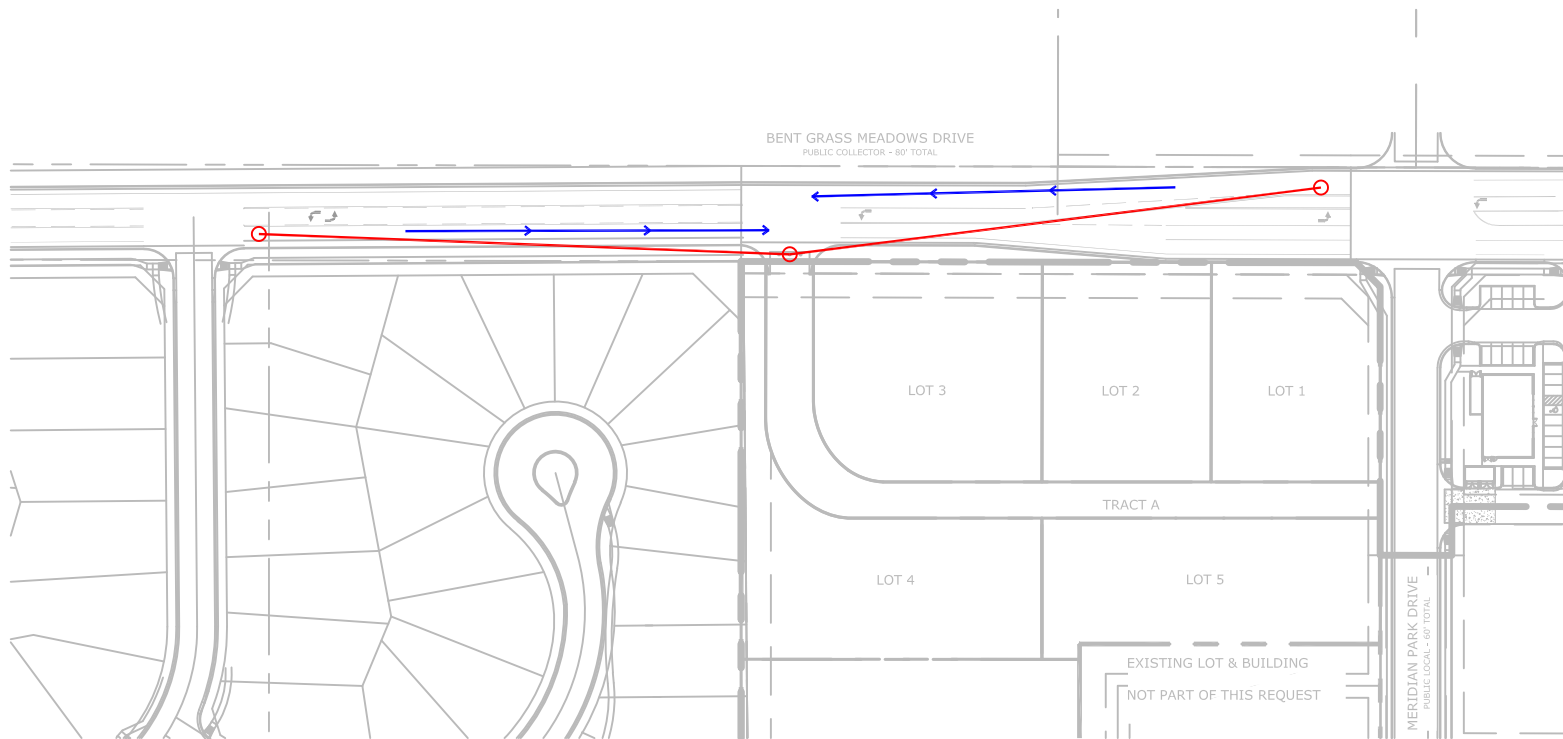 BENT GRASS MEADOWS DRIVE
PUBLIC COLLECTOR - 80' TOTAL
LOT 3
LOT 2
LOT 1
TRACT A
LOT 4
LOT 5
EXISTING LOT & BUILDING
NOT PART OF THIS REQUEST
MERIDIAN PARK DRIVE
PUBLIC LOCAL - 60' TOTAL